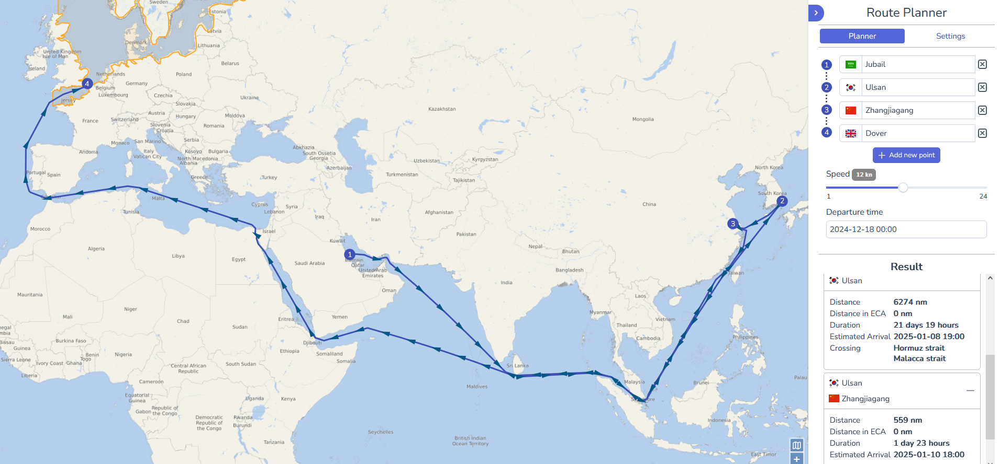 Sweden
Estonia
Latvia
Denmark
Lithuania
United Kingdom
Isle of Man
Belarus
Ireland
Netherlands
Poland
4
Germany
Belgium
Luxembourg
Czechia
Ukraine
Jersey
Slovakia
Kazakhstan
Austria
Hungary
Moldova
France
Switzerland
Slovenia
Croatia
Romania
Mongolia
Monaco
San Marino
Serbia
Andorra
Italy
Vatican City
Kosovo
Bulgaria
Abkhazia
South Ossetia
Georgia
North Macedonia
Albania
Uzbekistan
Kyrgyzstan
Azerbaijan
North Korea
Portugal
Spain
Greece
Turkey
Turkmenistan
Tajikistan
South Korea
2
Malta
Cyprus
Syria
Lebanon
China
Tunisia
Iraq
Iran
Afghanistan
3
Morocco
Israel
Pakistan
Kuwait
Nepal
Algeria
Libya
Egypt
1
Bahrain
Qatar
Saudi Arabia
Bhutan
United Arab
Emirates
Bangladesh
Taiwan
India
Oman
Mauritania
Laos
Niger
Mali
Chad
Eritrea
Yemen
Myanmar
Vietnam
Sudan
Thailand
Burkina Faso
Djibouti
Cambodia
Philippines
Guinea
Benin
Togo
Nigeria
Ethiopia
Somaliland
Somalia
Sierra Leone
Ivory Coast
Ghana
Central African
Republic
South Sudan
Sri Lanka
Liberia
Cameroon
Maldives
Malaysia
Brunei
Palau
Equatorial
Guinea
Uganda
Kenya
Gabon
Republic of
the Congo
Democratic
Republic of
the Congo
Rwanda
Burundi
Indonesia
Seychelles
British Indian
Ocean Territory
Tanzania
East Timor
Route Planner
Planner
Settings
1
Jubail
2
Ulsan
3
Zhangjiagang
4
Dover
Add new point
Speed 12 kn
1
24
Departure time
2024-12-18 00:00
Result
Ulsan
Distance 6274 nm
Distance in ECA 0 nm
Duration 21 days 19 hours
Estimated Arrival 2025-01-08 19:00
Crossing Hormuz strait
Malacca strait
Ulsan
Zhangjiagang
Distance 559 nm
Distance in ECA 0 nm
Duration 1 day 23 hours
Estimated Arrival 2025-01-10 18:00